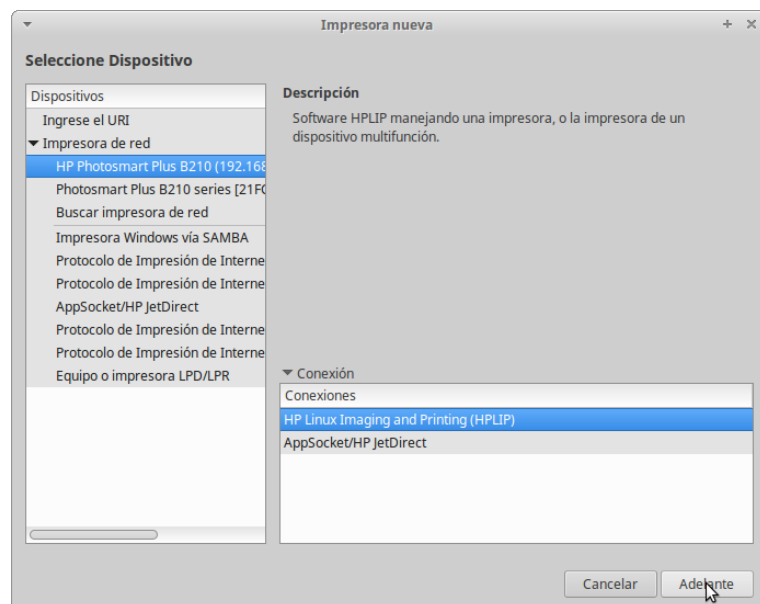 Impresora nueva
Seleccione Dispositivo
Dispositivos
Ingrese el URI
Impresora de red
HP Photosmart Plus B210 (192.168
Photosmart Plus B210 series [21F
Buscar impresora de red
Impresora Windows vía SAMBA
Protocolo de Impresión de Interne
Protocolo de Impresión de Interne
AppSocket/HP JetDirect
Protocolo de Impresión de Interne
Protocolo de Impresión de Interne
Equipo o impresora LPD/LPR
Descripción
Software HPLIP manejando una impresora, o la impresora de un
dispositivo multifunción.
Conexión
Conexiones
HP Linux Imaging and Printing (HPLIP)
AppSocket/HP JetDirect
Cancelar
Adelante